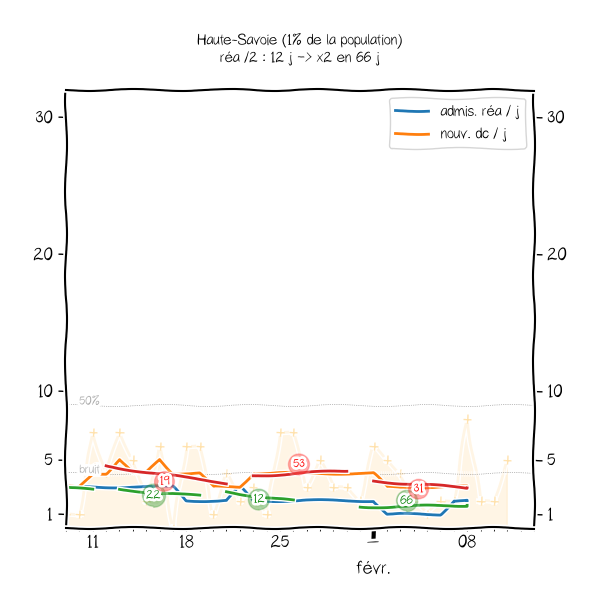 Haute-Savoie (1% de la population)
réa /2 : 12 j -> x2 en 66 j
admis. réa / j
nouv. dc / j
30 30
20 20
10 10
50%
5 5
bruit
53
19
31
22
12
66
1 1
11 18 25 1 08
févr.